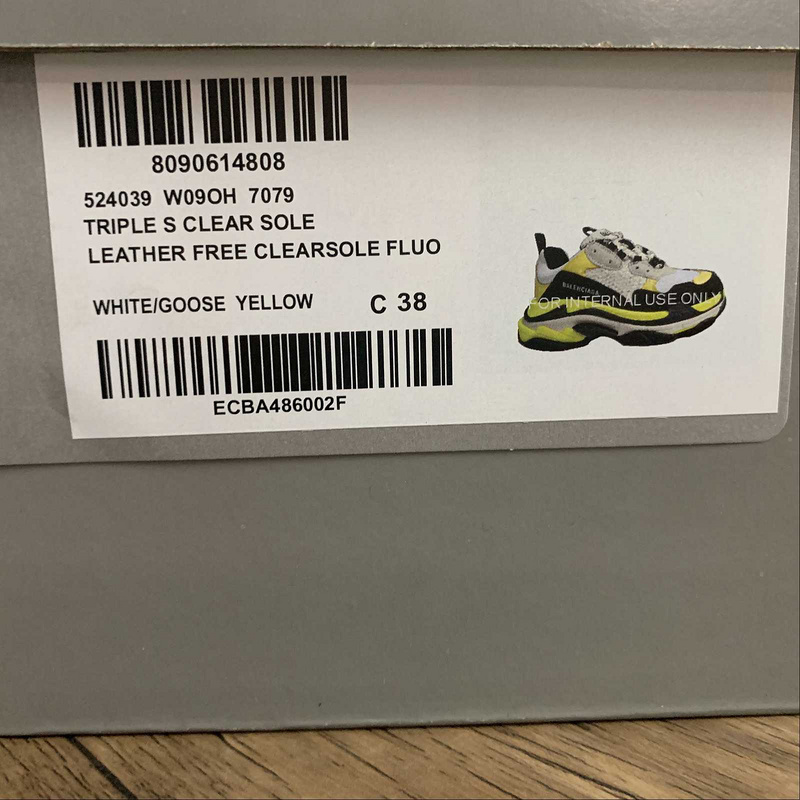 8090614808
524039 W09OH 7079
TRIPLE S CLEAR SOLE
LEATHER FREE CLEARSOLE FLUO
WHITE/GOOSE YELLOW C 38
ECBA486002F
BALENCIAGA
FOR INTERNAL USE ONLY